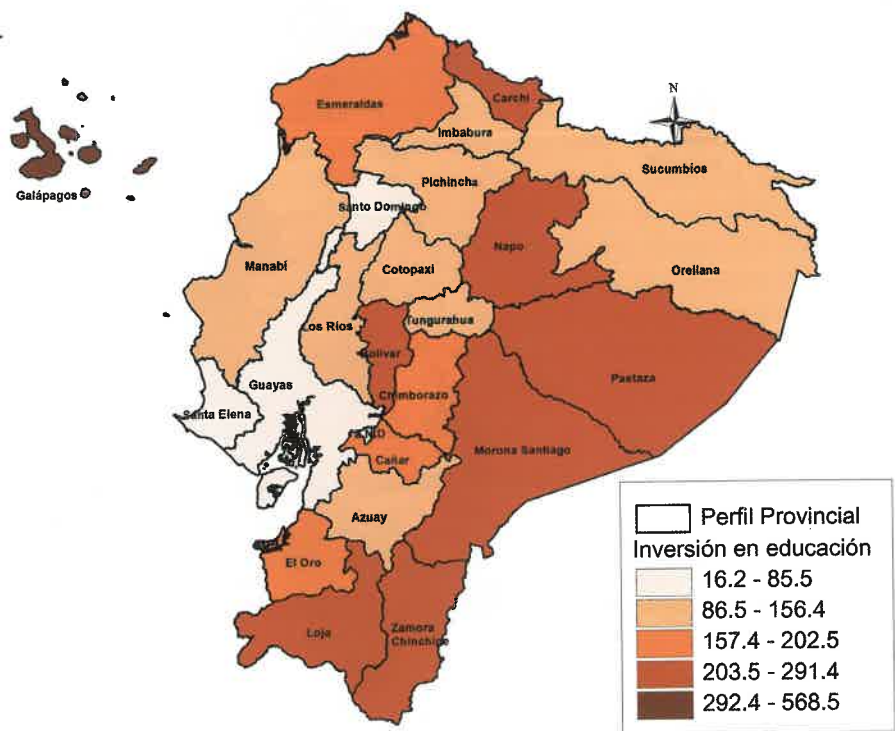 N
Esmeraldas
Carchi
Imbabura
Sucumbios
Pichincha
Galápagos
Santo Domingo
Napo
Manabí
Cotopaxi
Orellana
Los Ríos
Tungurahua
Bolivar
Pastaza
Guayas
Chimborazo
Santa Elena
Morona Santiago
Cañar
Azuay
El Oro
Loja
Zamora
Chinchipe
Perfil Provincial
Inversión en educación
16.2 - 85.5
86.5 - 156.4
157.4 - 202.5
203.5 - 291.4
292.4 - 568.5